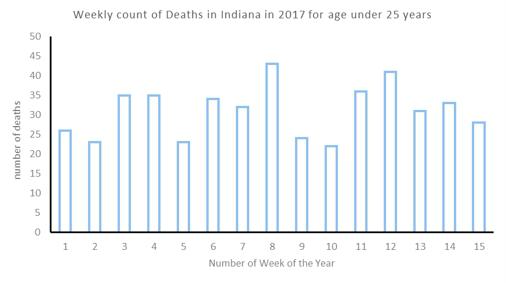 Weekly count of Deaths in Indiana in 2017 for age under 25 years
50
45
40
35
30
25
20
15
10
5
0
number of deaths
1 2 3 4 5 6 7 8 9 10 11 12 13 14 15
Number of Week of the Year